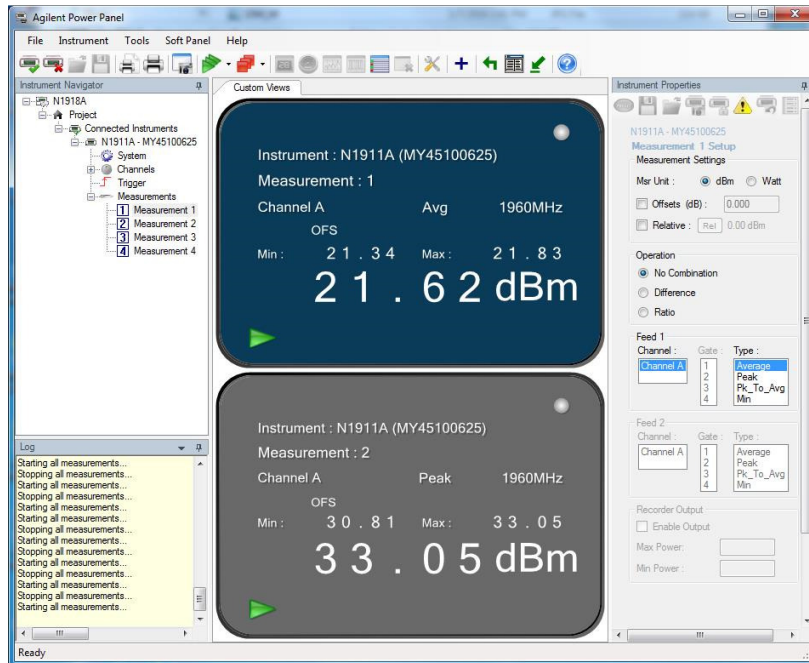 Agilent Power Panel
File Instrument Tools Soft Panel Help
Instrument Navigator
N1918A
Project
Connected Instruments
N1911A - MY45100625
System
Channels
Trigger
Measurements
1 Measurement 1
2 Measurement 2
3 Measurement 3
4 Measurement 4
Log
Starting all measurements...
Stopping all measurements...
Starting all measurements...
Stopping all measurements...
Starting all measurements...
Starting all measurements...
Stopping all measurements...
Starting all measurements...
Stopping all measurements...
Starting all measurements...
Stopping all measurements...
Starting all measurements...
Stopping all measurements...
Starting all measurements...
Ready
Custom Views
Instrument : N1911A (MY45100625)
Measurement : 1
Channel A Avg 1960MHz
OFS
Min : 21.34 Max : 21.83
21.62 dBm
Instrument : N1911A (MY45100625)
Measurement : 2
Channel A Peak 1960MHz
OFS
Min : 30.81 Max : 33.05
33.05 dBm
Instrument Properties
N1911A - MY45100625
Measurement 1 Setup
Measurement Settings
Msr Unit : dBm Watt
Offsets (dB) : 0.000
Relative : Rel 0.00 dBm
Operation
No Combination
Difference
Ratio
Feed 1
Channel : Gate : Type :
Channel A 1 Average
2 Peak
3 Pk_To_Avg
4 Min
Feed 2
Channel : Gate : Type :
Channel A 1 Average
2 Peak
3 Pk_To_Avg
4 Min
Recorder Output
Enable Output
Max Power:
Min Power :